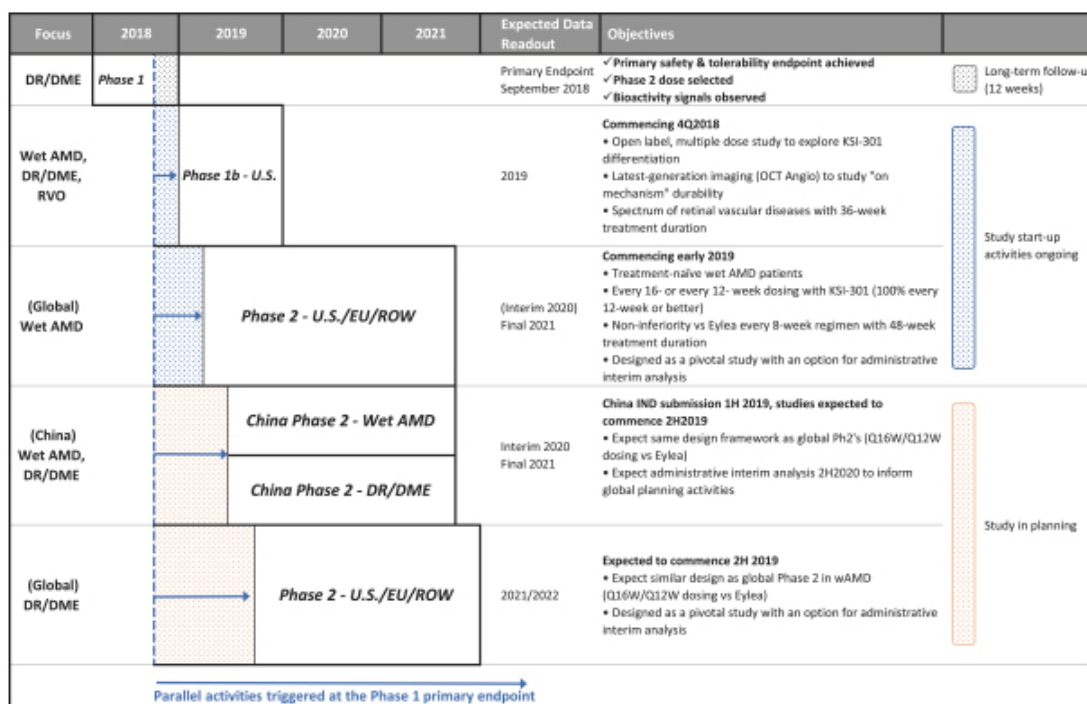 Focus 2018 2019 2020 2021 Expected Data Readout Objectives
DR/DME
Phase 1
Primary Endpoint
September 2018
✓Primary safety & tolerability endpoint achieved
✓Phase 2 dose selected
✓Bioactivity signals observed
Long-term follow-u
(12 weeks)
Wet AMD,
DR/DME,
RVO
Phase 1b - U.S.
2019
Commencing 4Q2018
• Open label, multiple dose study to explore KSI-301
differentiation
• Latest-generation imaging (OCT Angio) to study "on
mechanism" durability
• Spectrum of retinal vascular diseases with 36-week
treatment duration
Study start-up
activities ongoing
(Global)
Wet AMD
Phase 2 - U.S./EU/ROW
(Interim 2020)
Final 2021
Commencing early 2019
• Treatment-naïve wet AMD patients
• Every 16- or every 12- week dosing with KSI-301 (100% every
12-week or better)
• Non-inferiority vs Eylea every 8-week regimen with 48-week
treatment duration
• Designed as a pivotal study with an option for administrative
interim analysis
(China)
Wet AMD,
DR/DME
China Phase 2 - Wet AMD
China Phase 2 - DR/DME
Interim 2020
Final 2021
China IND submission 1H 2019, studies expected to
commence 2H2019
• Expect same design framework as global Ph2's (Q16W/Q12W
dosing vs Eylea)
• Expect administrative interim analysis 2H2020 to inform
global planning activities
Study in planning
(Global)
DR/DME
Phase 2 - U.S./EU/ROW
2021/2022
Expected to commence 2H 2019
• Expect similar design as global Phase 2 in wAMD
(Q16W/Q12W dosing vs Eylea)
• Designed as a pivotal study with an option for administrative
interim analysis
Parallel activities triggered at the Phase 1 primary endpoint